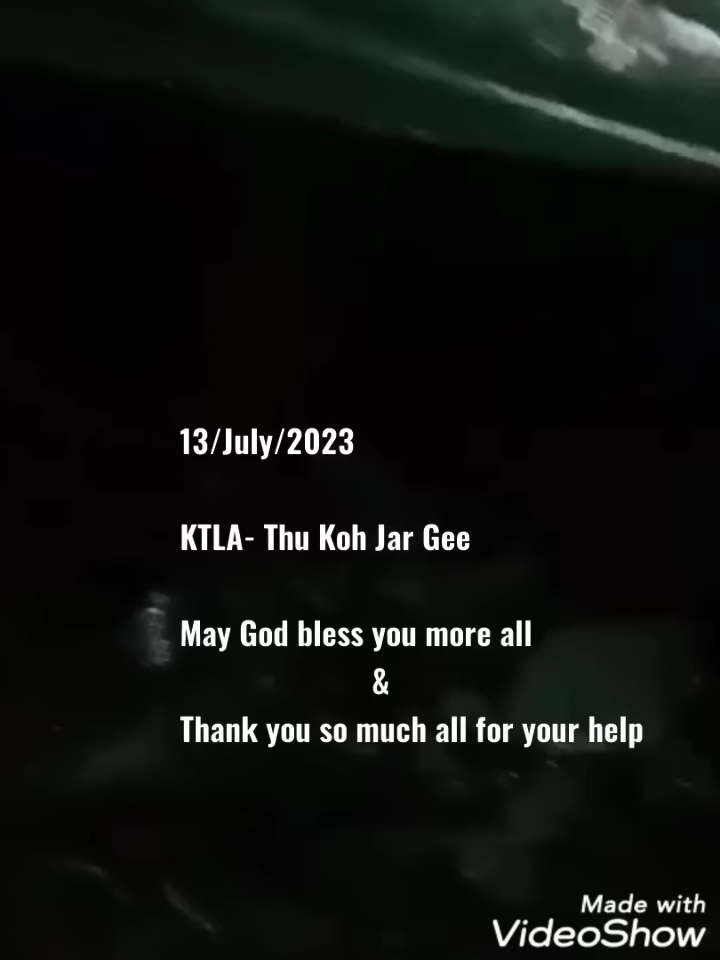 13/July/2023
KTLA- Thu Koh Jar Gee
May God bless you more all
&
Thank you so much all for your help
Made with
VideoShow